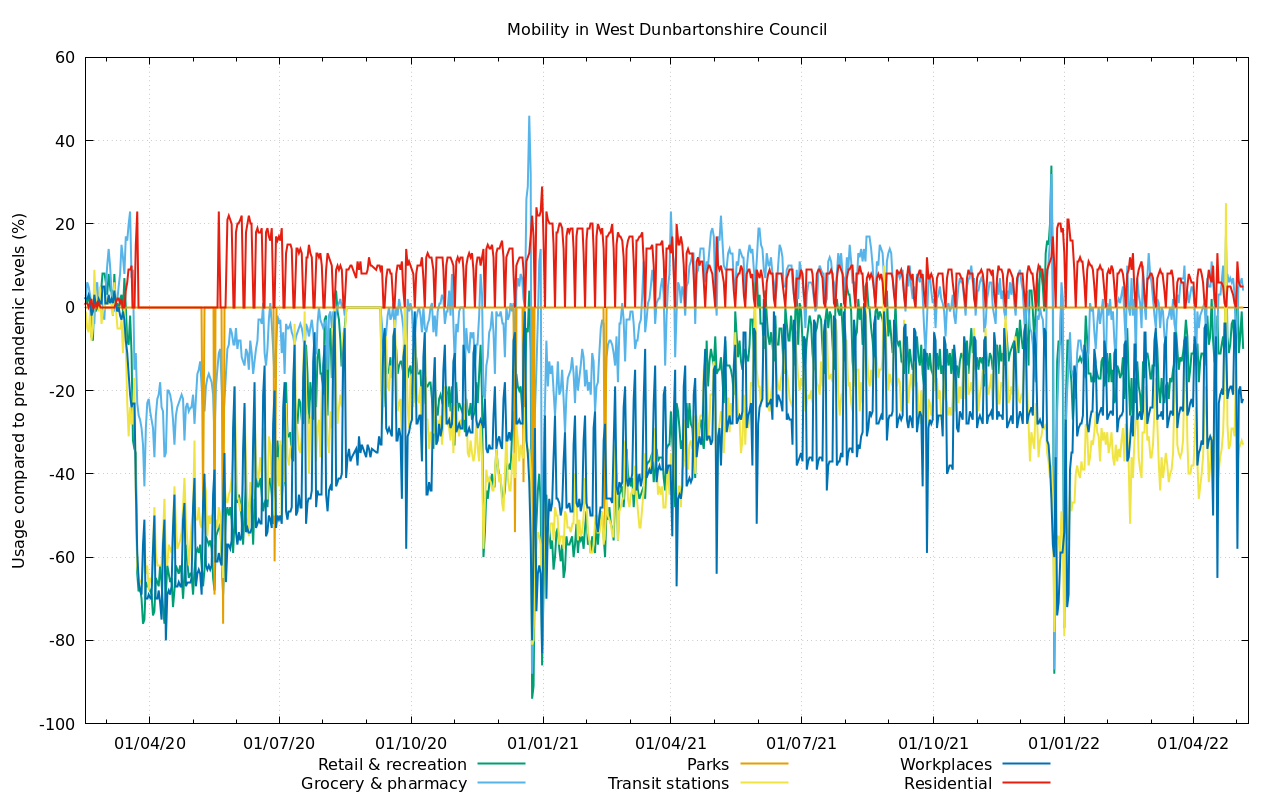 Mobility in West Dunbartonshire Council
Usage compared to pre pandemic levels (%)
60
40
20
0
-20
-40
-60
-80
-100
01/04/20 01/07/20 01/10/20 01/01/21 01/04/21 01/07/21 01/10/21 01/01/22 01/04/22
Retail & recreation Parks Workplaces
Grocery & pharmacy Transit stations Residential